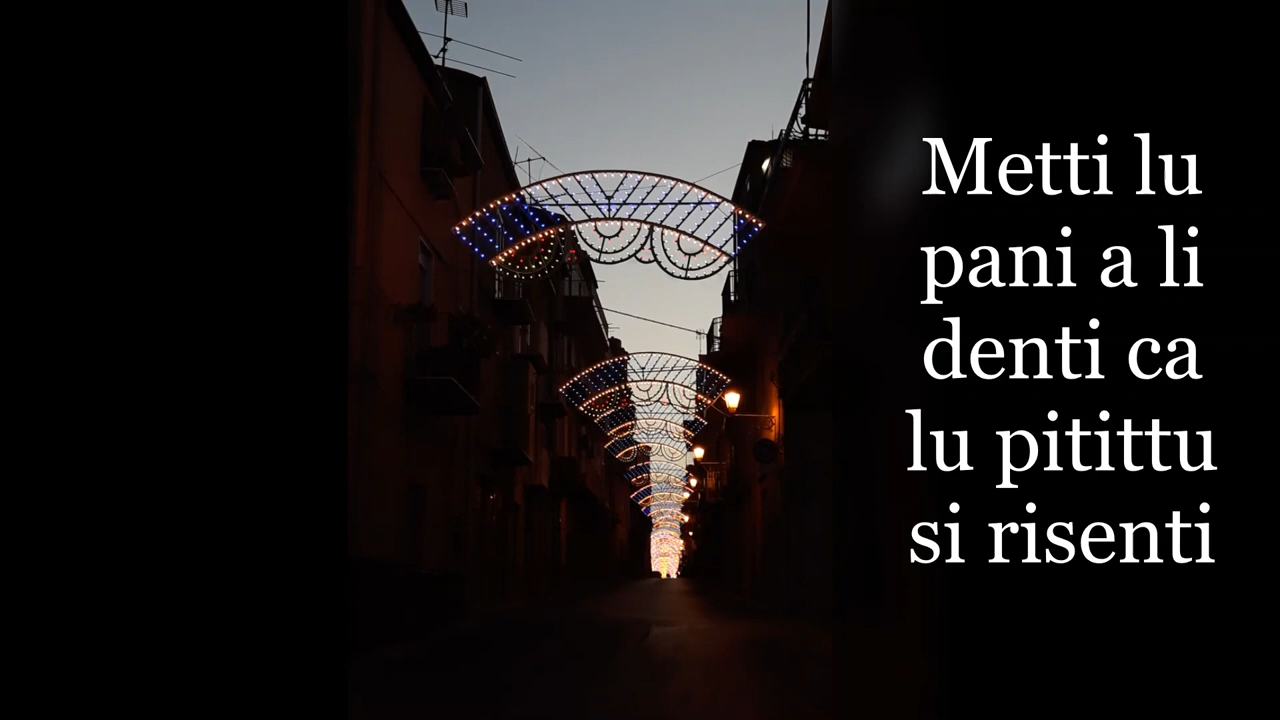 Metti lu
pani a li
denti ca
lu pitittu
si risenti